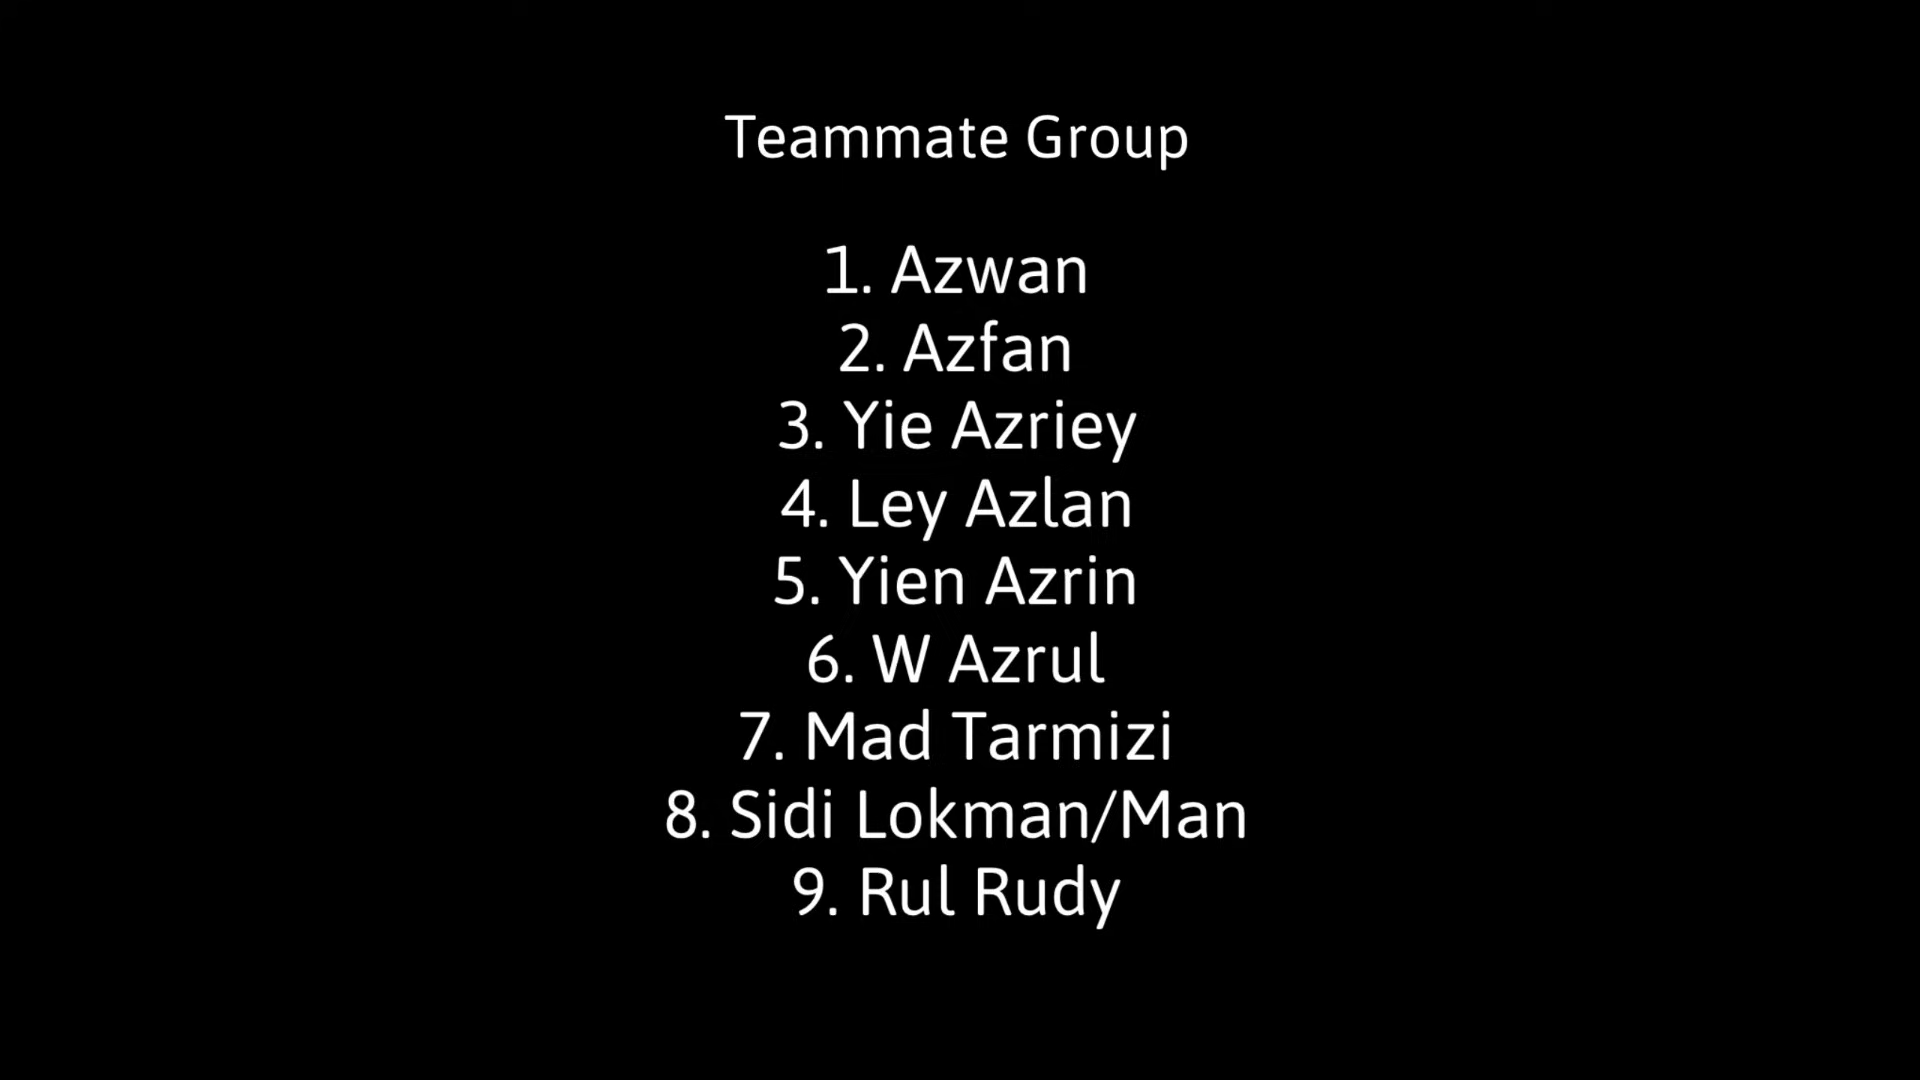 Teammate Group
1. Azwan
2. Azfan
3. Yie Azriey
4. Ley Azlan
5. Yien Azrin
6. W Azrul
7. Mad Tarmizi
8. Sidi Lokman/Man
9. Rul Rudy